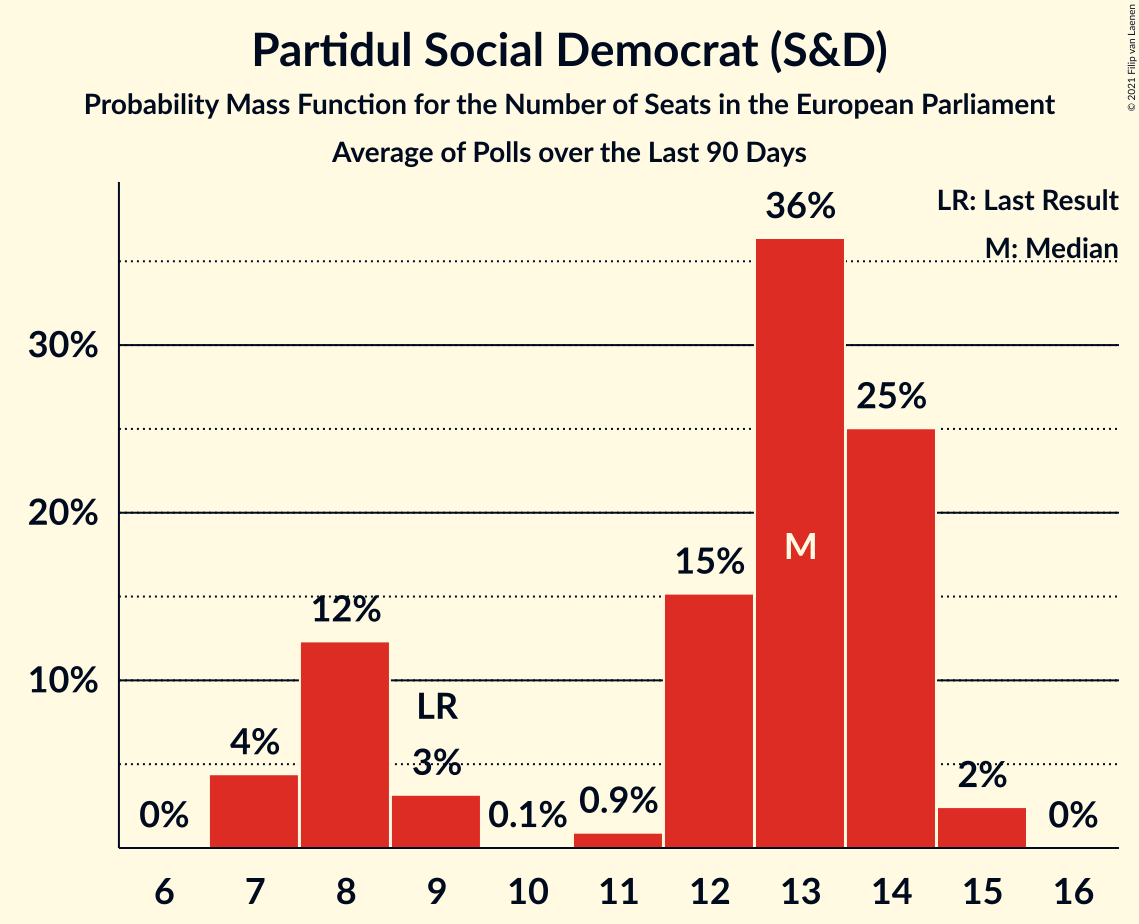 Partidul Social Democrat (S&D)
Probability Mass Function for the Number of Seats in the European Parliament
Average of Polls over the Last 90 Days
© 2021 Filip van Laenen
LR: Last Result
M: Median
36%
30%
25%
20%
15%
M
12%
10%
LR
4%
3%
2%
0%
0.1%
0.9%
0%
6 7 8 9 10 11 12 13 14 15 16